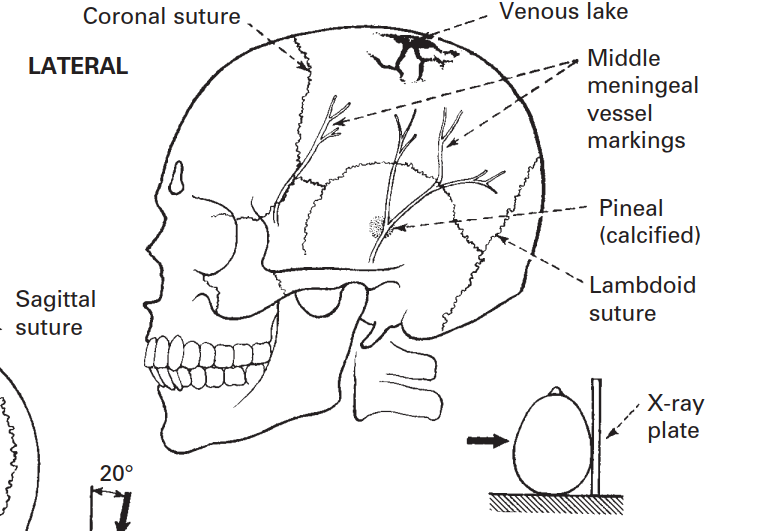 Coronal suture
Venous lake
LATERAL
Middle
meningeal
vessel
markings
Pineal
(calcified)
Lambdoid
suture
Sagittal
suture
X-ray
plate
20°